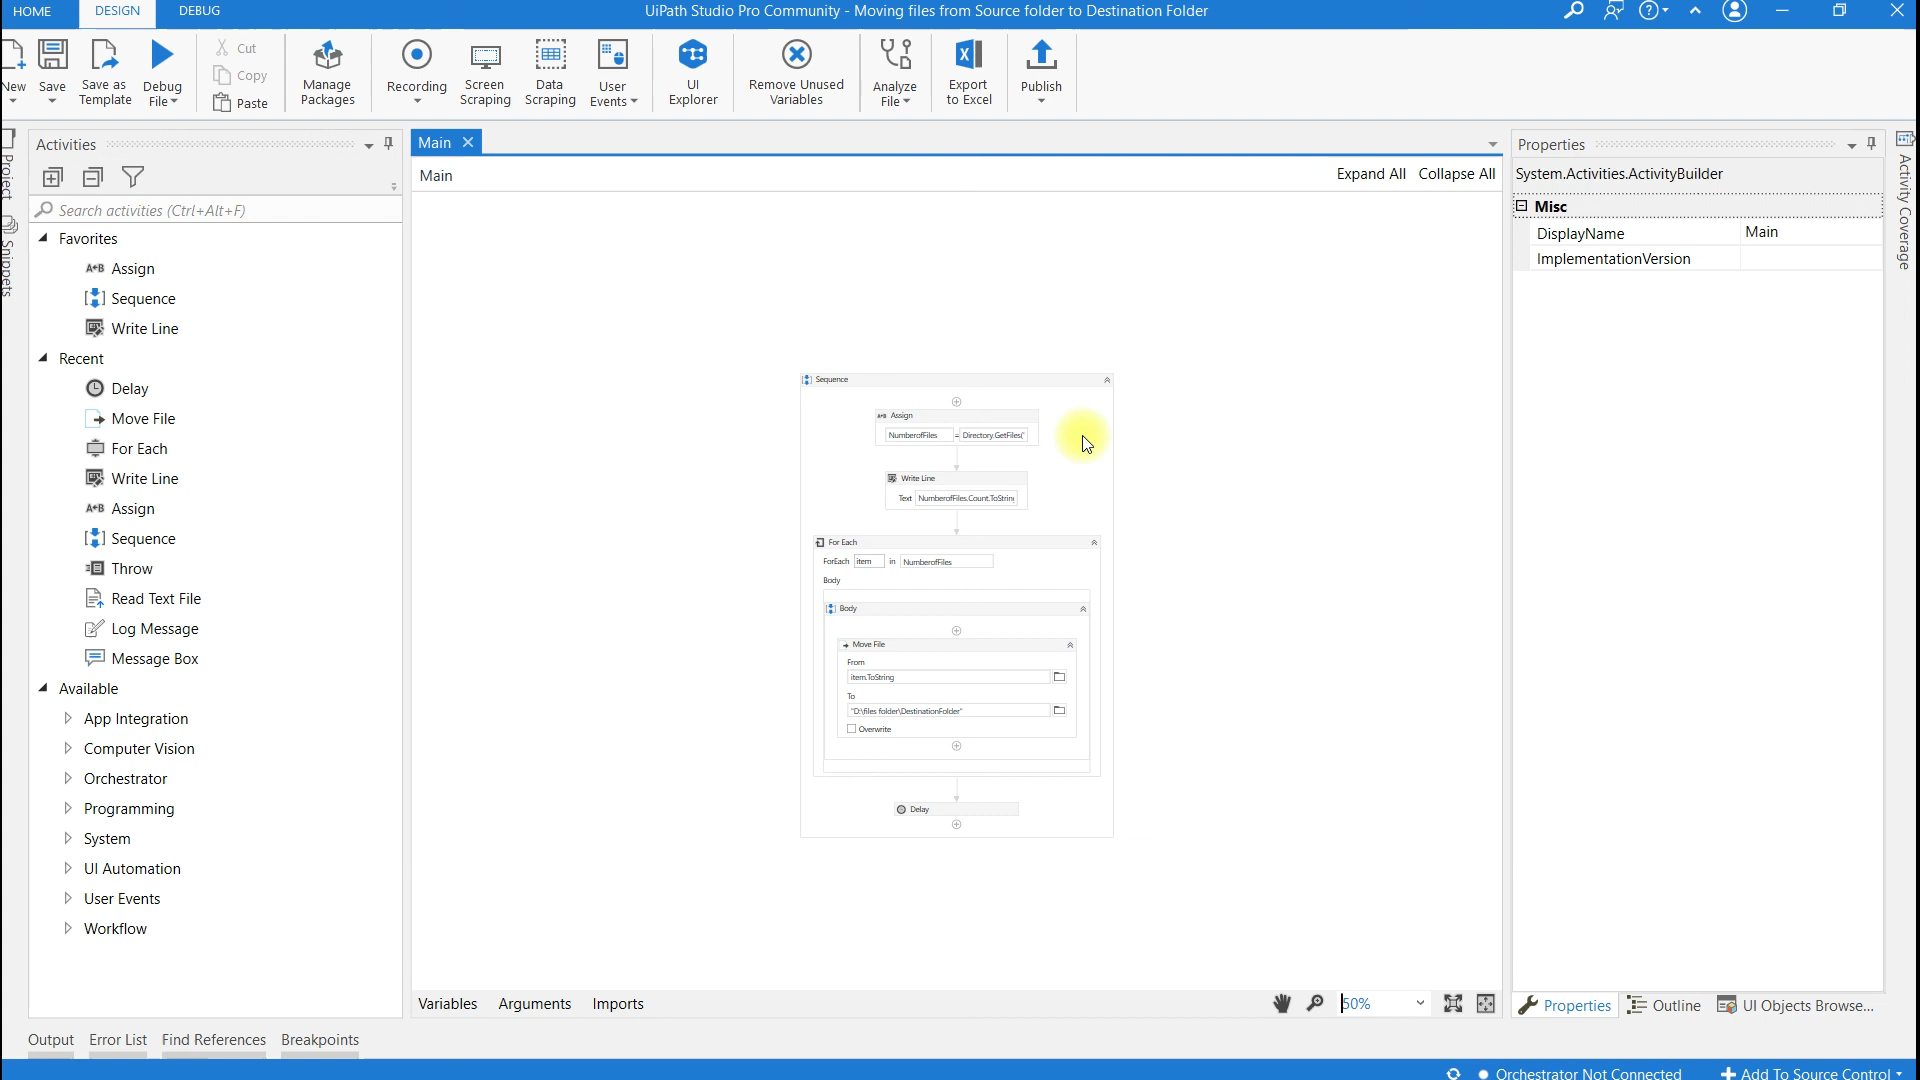 HOME DESIGN DEBUG
UiPath Studio Pro Community - Moving files from Source folder to Destination Folder
New
Save
Save as Template
Debug File
Cut
Copy
Paste
Manage Packages
Recording
Screen Scraping
Data Scraping
User Events
UI Explorer
Remove Unused Variables
Analyze File
Export to Excel
Publish
Project
Snippets
Activities
Search activities (Ctrl+Alt+F)
Favorites
Assign
Sequence
Write Line
Recent
Delay
Move File
For Each
Write Line
Assign
Sequence
Throw
Read Text File
Log Message
Message Box
Available
App Integration
Computer Vision
Orchestrator
Programming
System
UI Automation
User Events
Workflow
Main
Main
Expand All Collapse All
Sequence
A+B Assign
NumberofFiles = Directory.GetFiles("
Write Line
Text NumberofFiles.Count.ToString
For Each
ForEach item in NumberofFiles
Body
Body
Move File
From
item.ToString
To
"D:\files folder\DestinationFolder"
Overwrite
Delay
Variables Arguments Imports
50%
Properties
System.Activities.ActivityBuilder
Misc
DisplayName Main
ImplementationVersion
Activity Coverage
Properties Outline UI Objects Browse...
Output Error List Find References Breakpoints
Orchestrator Not Connected Add To Source Control